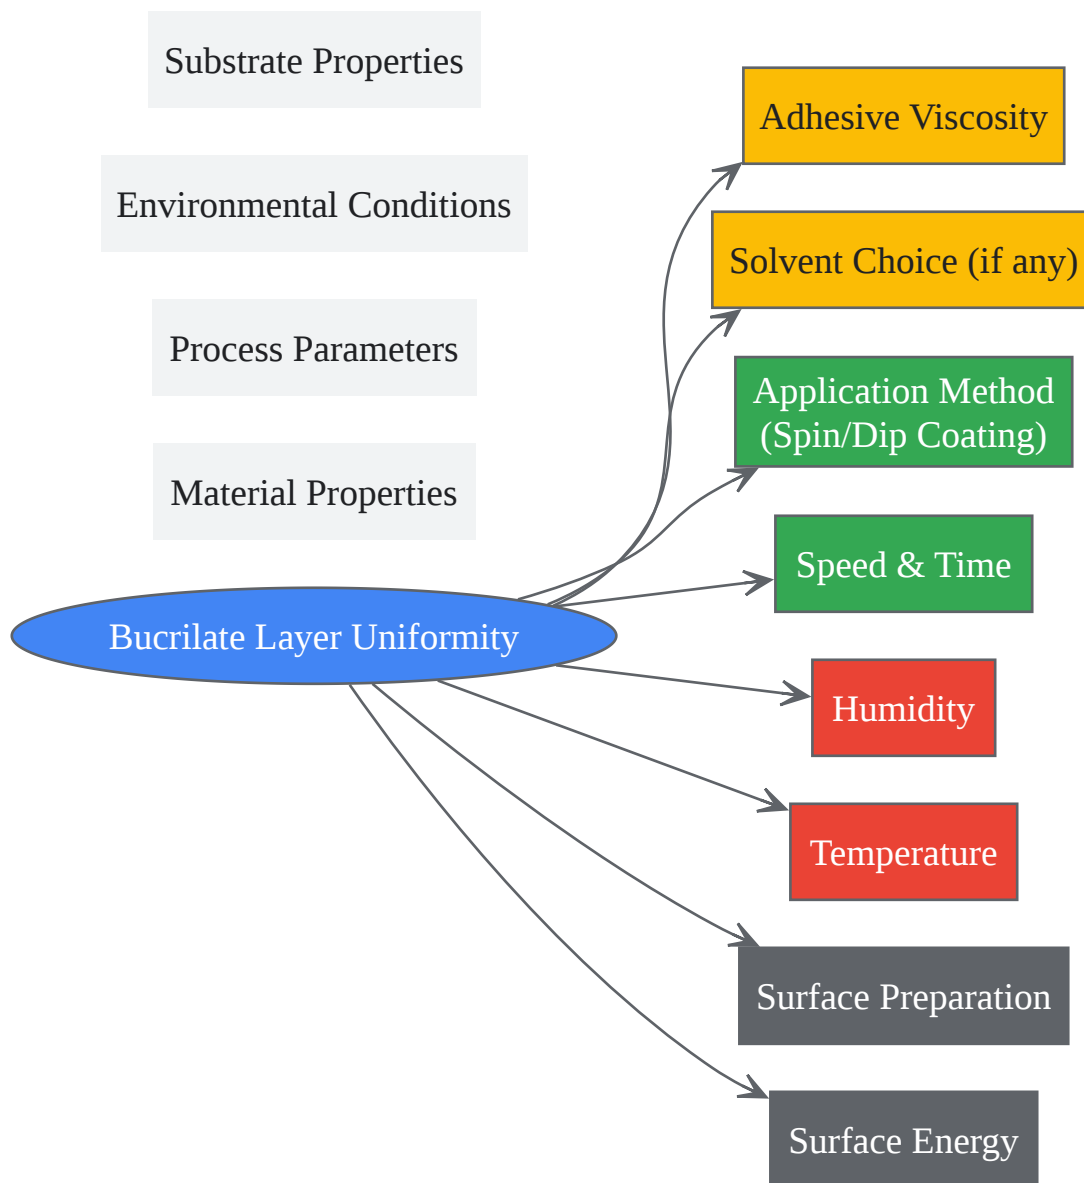 Substrate Properties
Environmental Conditions
Process Parameters
Material Properties
Bucrilate Layer Uniformity
Adhesive Viscosity
Solvent Choice (if any)
Application Method
(Spin/Dip Coating)
Speed & Time
Humidity
Temperature
Surface Preparation
Surface Energy